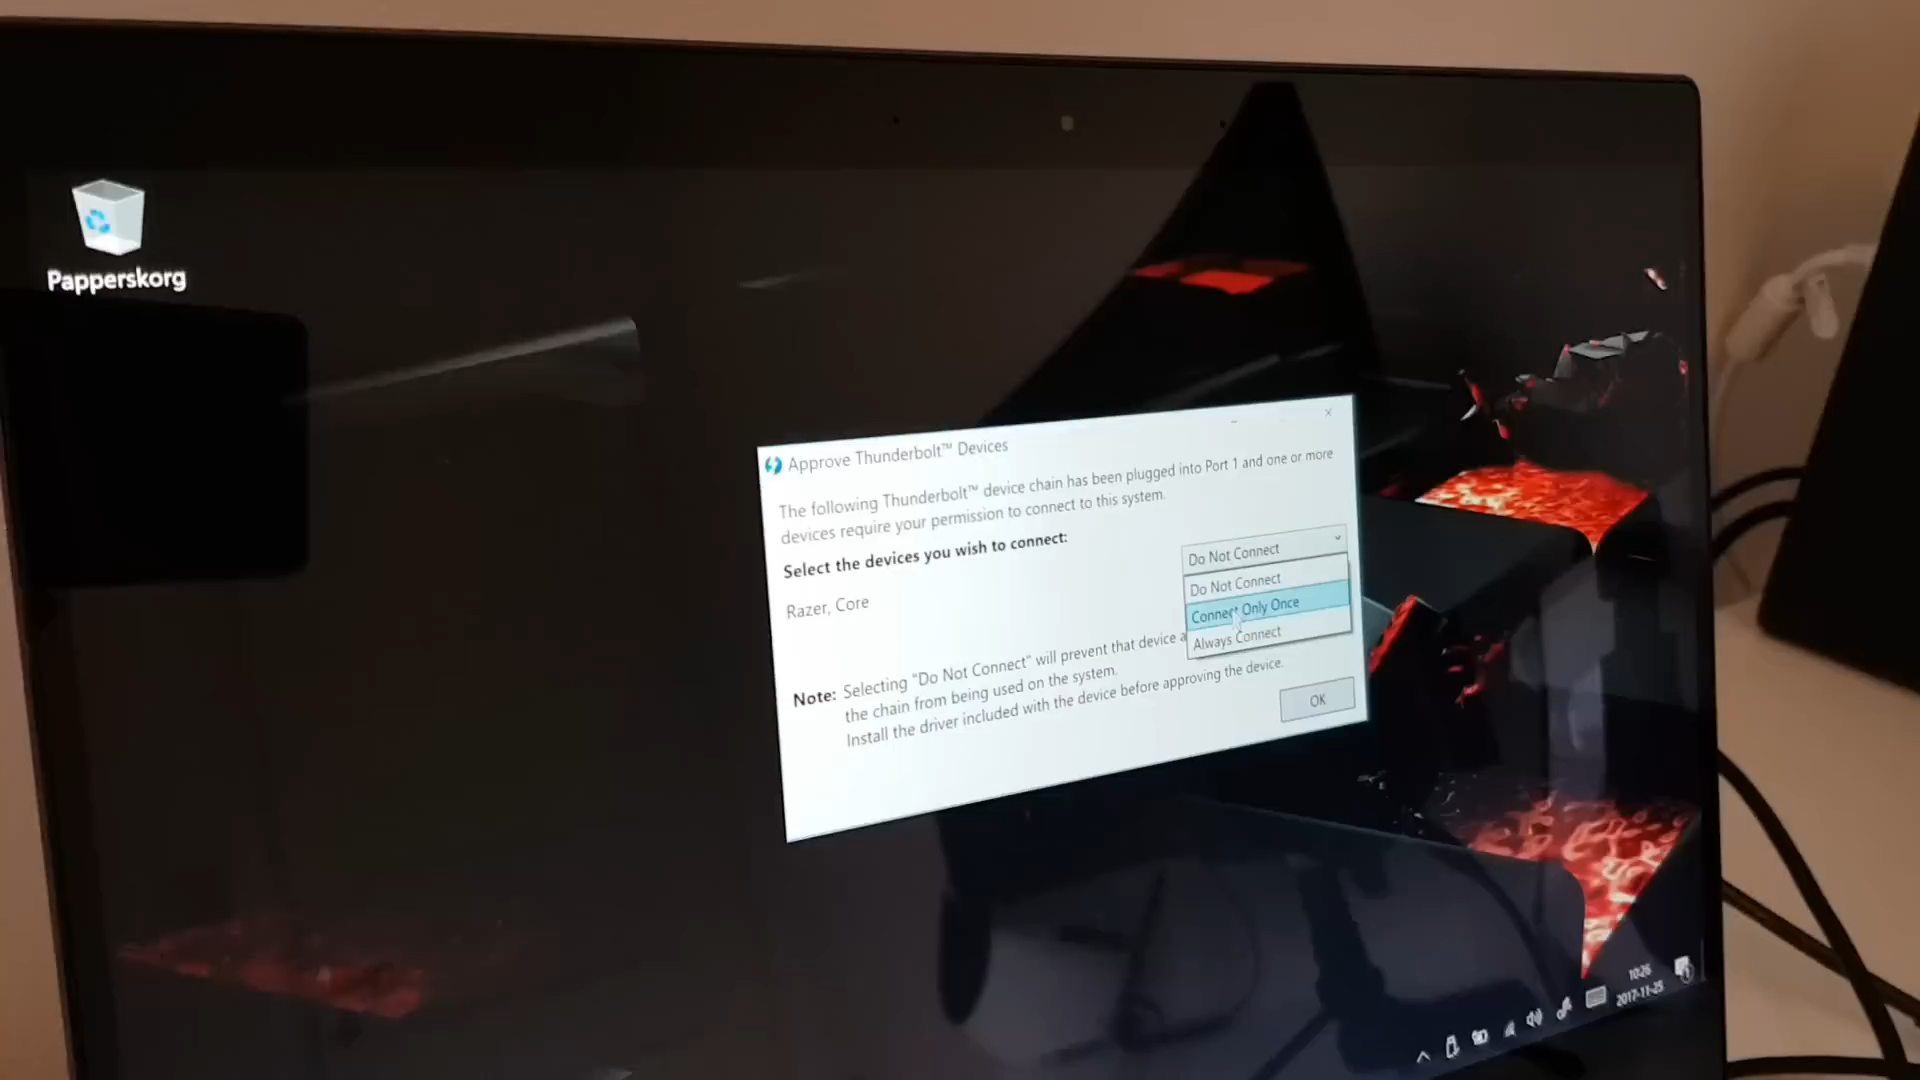 Papperskorg
Approve Thunderbolt™ Devices
The following Thunderbolt™ device chain has been plugged into Port 1 and one or more
devices require your permission to connect to this system.
Select the devices you wish to connect:
Do Not Connect
Do Not Connect
Razer, Core
Connect Only Once
Always Connect
Note: Selecting "Do Not Connect" will prevent that device a
the chain from being used on the system.
Install the driver included with the device before approving the device.
OK
10:26
2017-11-25